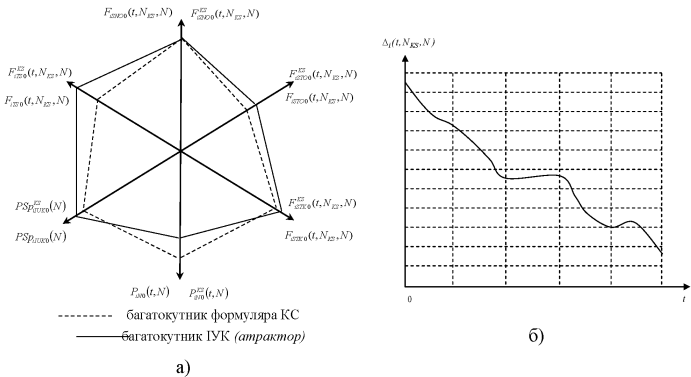 F_{iSNO0}(t, N_{KS}, N) F^{KS}_{iSNO0}(t, N_{KS}, N)
F^{KS}_{iSTO0}(t, N_{KS}, N)
F_{iSTO0}(t, N_{KS}, N)
F^{KS}_{iTS0}(t, N_{KS}, N)
F_{iTS0}(t, N_{KS}, N)
PSp^{KS}_{iIUK0}(N)
PSp_{iIUK0}(N)
F^{KS}_{iSTK0}(t, N_{KS}, N)
F_{iSTK0}(t, N_{KS}, N)
P_{iN0}(t, N) P^{KS}_{iN0}(t, N)
багатокутник формуляра КС
багатокутник ІУК (атрактор)
а)
Δ_i(t, N_{KS}, N)
0
t
б)